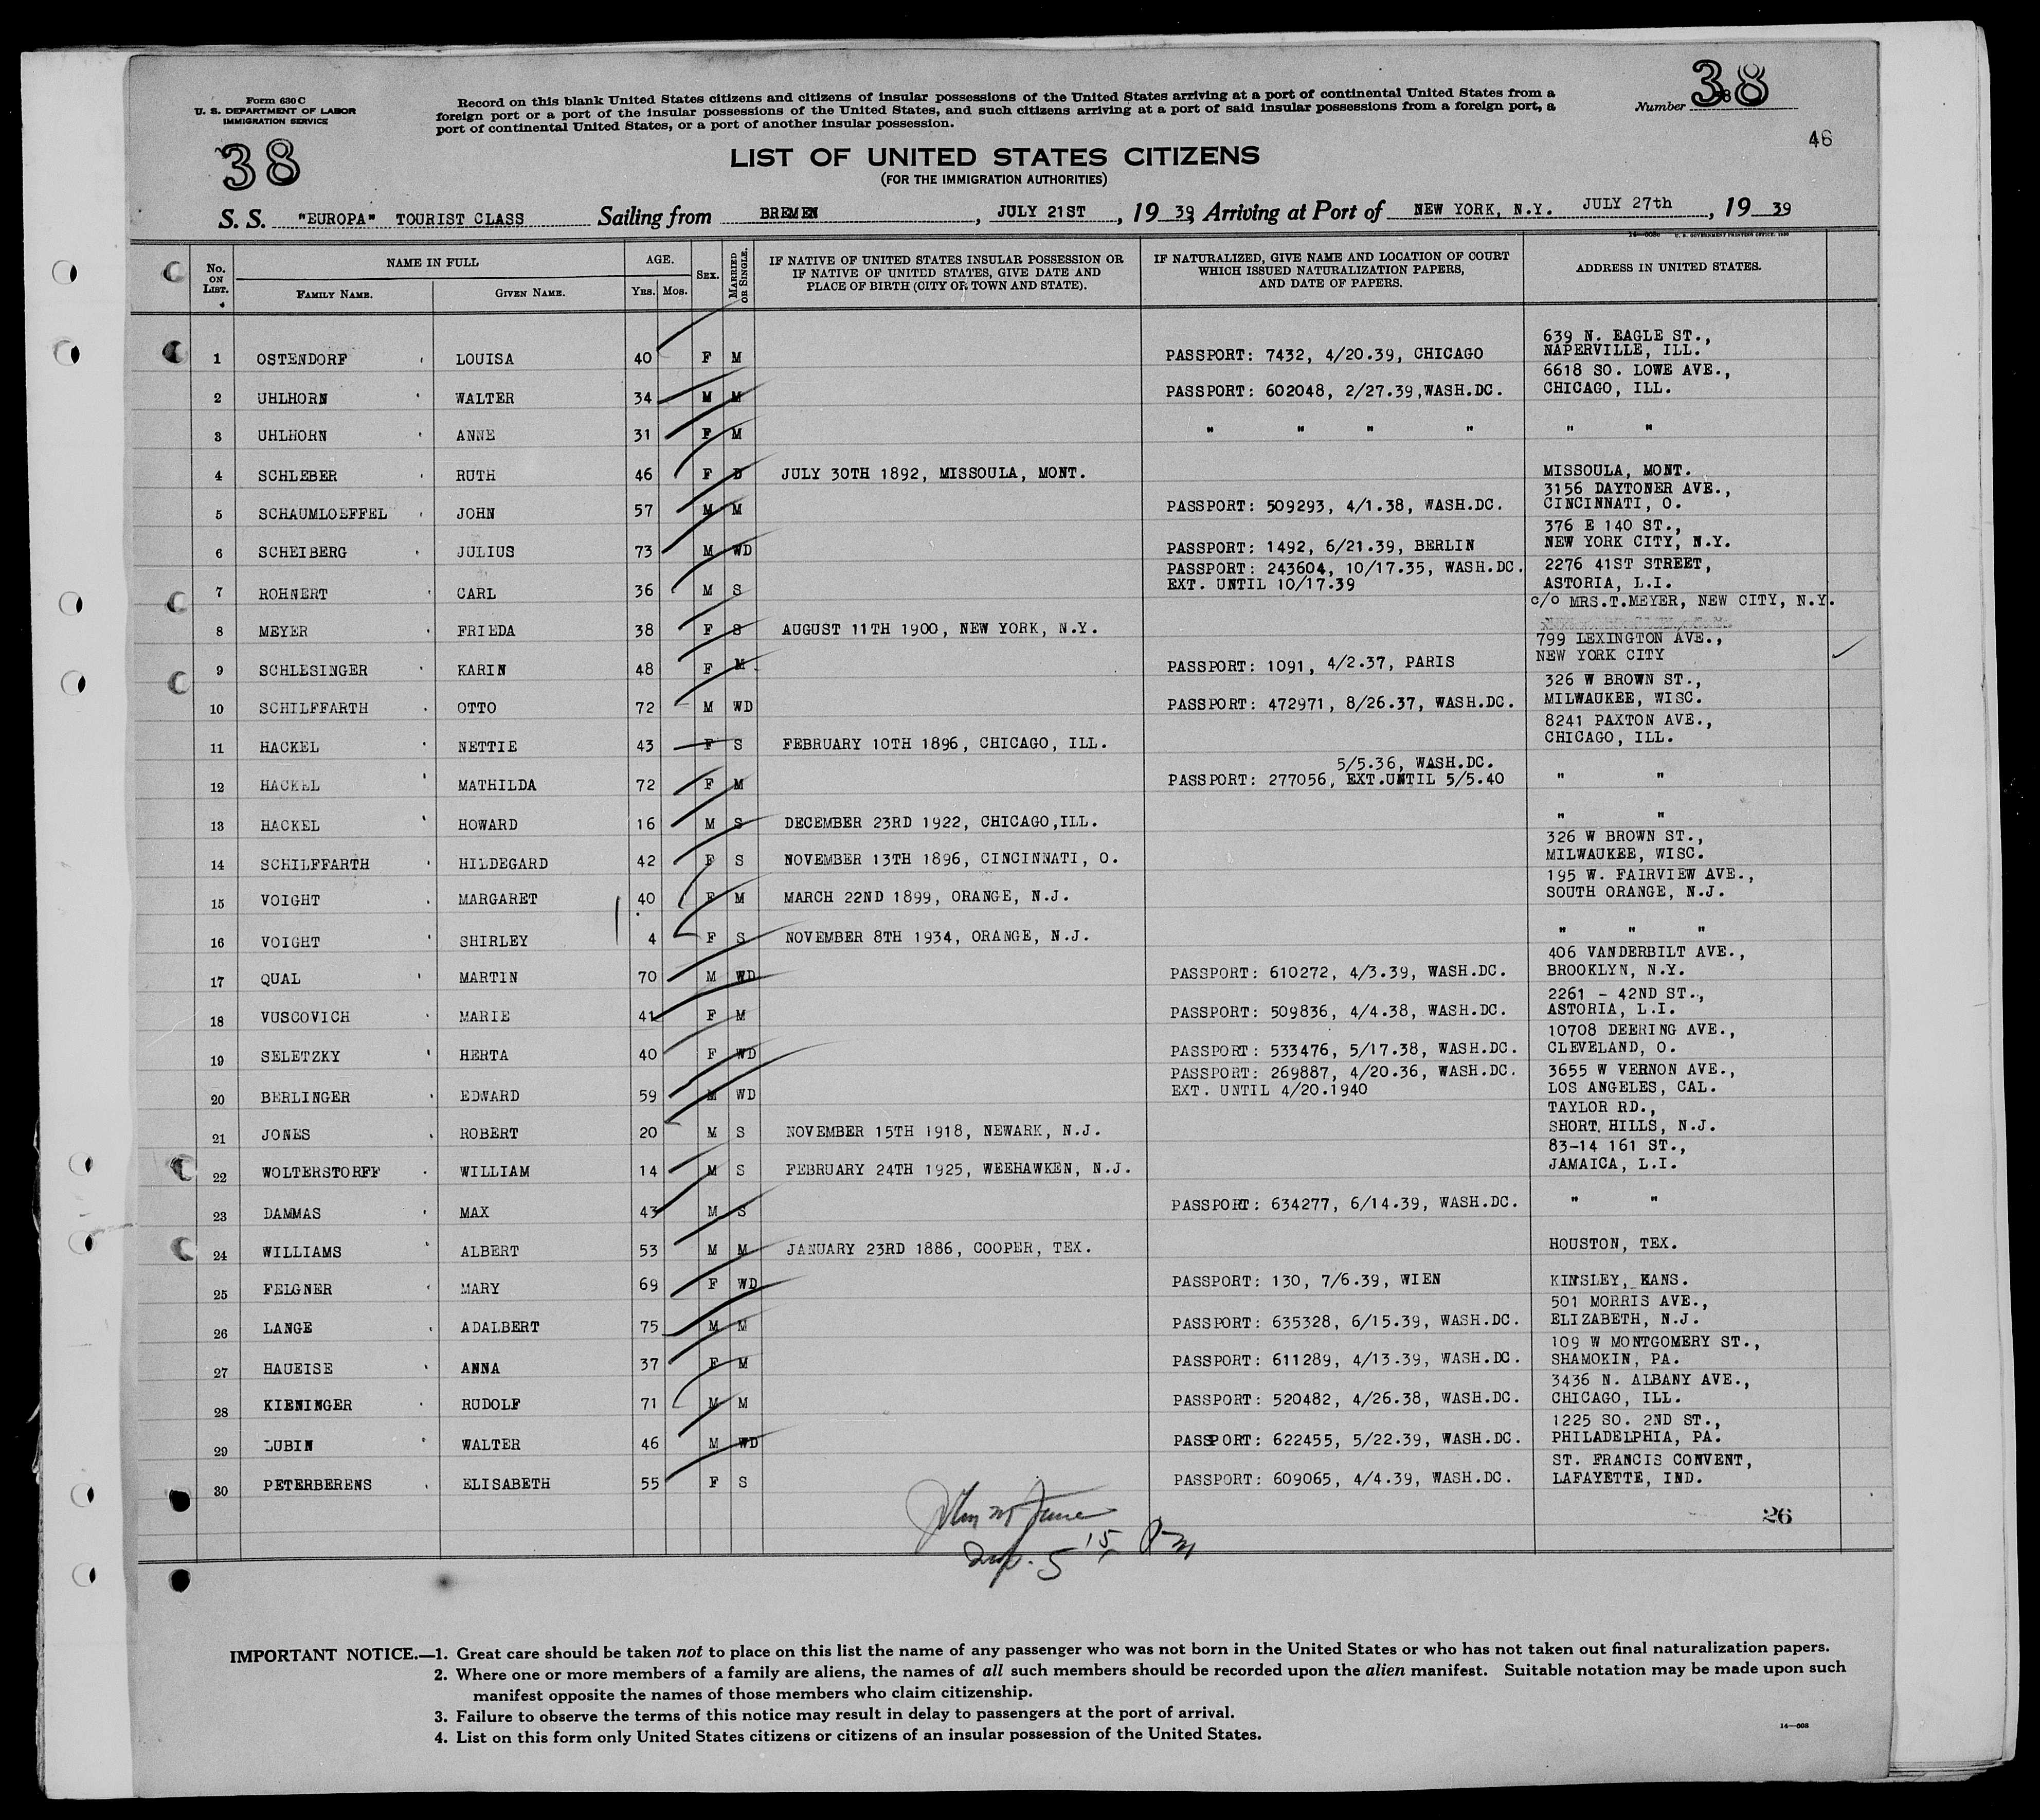 Form 630 C
U. S. DEPARTMENT OF LABOR
IMMIGRATION SERVICE
Record on this blank United States citizens and citizens of insular possessions of the United States arriving at a port of continental United States from a
foreign port or a port of the insular possessions of the United States, and such citizens arriving at a port of said insular possessions from a foreign port, a
port of continental United States, or a port of another insular possession.
Number 38
46
38
LIST OF UNITED STATES CITIZENS
(FOR THE IMMIGRATION AUTHORITIES)
S. S. "EUROPA" TOURIST CLASS Sailing from BREMEN, JULY 21ST, 19 39, Arriving at Port of NEW YORK, N.Y. JULY 27th, 19 39
No. ON LIST. NAME IN FULL FAMILY NAME. GIVEN NAME. AGE. YRS. MOS. SEX. MARRIED OR SINGLE. IF NATIVE OF UNITED STATES INSULAR POSSESSION OR IF NATIVE OF UNITED STATES, GIVE DATE AND PLACE OF BIRTH (CITY OR TOWN AND STATE). IF NATURALIZED, GIVE NAME AND LOCATION OF COURT WHICH ISSUED NATURALIZATION PAPERS, AND DATE OF PAPERS. ADDRESS IN UNITED STATES.
1 OSTENDORF LOUISA 40 F M PASSPORT: 7432, 4/20.39, CHICAGO 639 N. EAGLE ST., NAPERVILLE, ILL.
2 UHLHORN WALTER 34 M M PASSPORT: 602048, 2/27.39,WASH.DC. 6618 SO. LOWE AVE., CHICAGO, ILL.
3 UHLHORN ANNE 31 F M " " " " " "
4 SCHLEBER RUTH 46 F D JULY 30TH 1892, MISSOULA, MONT. MISSOULA, MONT.
5 SCHAUMLOEFFEL JOHN 57 M M PASSPORT: 509293, 4/1.38, WASH.DC. 3156 DAYTONER AVE., CINCINNATI, O.
6 SCHEIBERG JULIUS 73 M WD PASSPORT: 1492, 6/21.39, BERLIN 376 E 140 ST., NEW YORK CITY, N.Y.
7 ROHNERT CARL 36 M S PASSPORT: 243604, 10/17.35, WASH.DC. EXT. UNTIL 10/17.39 2276 41ST STREET, ASTORIA, L.I.
8 MEYER FRIEDA 38 F S AUGUST 11TH 1900, NEW YORK, N.Y. c/o MRS.T.MEYER, NEW CITY, N.Y.
9 SCHLESINGER KARIN 48 F M PASSPORT: 1091, 4/2.37, PARIS 799 LEXINGTON AVE., NEW YORK CITY
10 SCHILFFARTH OTTO 72 M WD PASSPORT: 472971, 8/26.37, WASH.DC. 326 W BROWN ST., MILWAUKEE, WISC.
11 HACKEL NETTIE 43 F S FEBRUARY 10TH 1896, CHICAGO, ILL. 8241 PAXTON AVE., CHICAGO, ILL.
12 HACKEL MATHILDA 72 F M PASSPORT: 277056, 5/5.36, WASH.DC. EXT.UNTIL 5/5.40 " "
13 HACKEL HOWARD 16 M S DECEMBER 23RD 1922, CHICAGO,ILL. " "
14 SCHILFFARTH HILDEGARD 42 F S NOVEMBER 13TH 1896, CINCINNATI, O. 326 W BROWN ST., MILWAUKEE, WISC.
15 VOIGHT MARGARET 40 F M MARCH 22ND 1899, ORANGE, N.J. 195 W. FAIRVIEW AVE., SOUTH ORANGE, N.J.
16 VOIGHT SHIRLEY 4 F S NOVEMBER 8TH 1934, ORANGE, N.J. " " "
17 QUAL MARTIN 70 M WD PASSPORT: 610272, 4/3.39, WASH.DC. 406 VANDERBILT AVE., BROOKLYN, N.Y.
18 VUSCOVICH MARIE 41 F M PASSPORT: 509836, 4/4.38, WASH.DC. 2261 - 42ND ST., ASTORIA, L.I.
19 SELETZKY HERTA 40 F WD PASSPORT: 533476, 5/17.38, WASH.DC. 10708 DEERING AVE., CLEVELAND, O.
20 BERLINGER EDWARD 59 M WD PASSPORT: 269887, 4/20.36, WASH.DC. EXT. UNTIL 4/20.1940 3655 W VERNON AVE., LOS ANGELES, CAL.
21 JONES ROBERT 20 M S NOVEMBER 15TH 1918, NEWARK, N.J. TAYLOR RD., SHORT HILLS, N.J.
22 WOLTERSTORFF WILLIAM 14 M S FEBRUARY 24TH 1925, WEEHAWKEN, N.J. 83-14 161 ST., JAMAICA, L.I.
23 DAMMAS MAX 43 M S PASSPORT: 634277, 6/14.39, WASH.DC. " "
24 WILLIAMS ALBERT 53 M M JANUARY 23RD 1886, COOPER, TEX. HOUSTON, TEX.
25 FELGNER MARY 69 F WD PASSPORT: 130, 7/6.39, WIEN KINSLEY, KANS.
26 LANGE ADALBERT 75 M M PASSPORT: 635328, 6/15.39, WASH.DC. 501 MORRIS AVE., ELIZABETH, N.J.
27 HAUEISE ANNA 37 F M PASSPORT: 611289, 4/13.39, WASH.DC. 109 W MONTGOMERY ST., SHAMOKIN, PA.
28 KIENINGER RUDOLF 71 M M PASSPORT: 520482, 4/26.38, WASH.DC. 3436 N. ALBANY AVE., CHICAGO, ILL.
29 LUBIN WALTER 46 M WD PASSPORT: 622455, 5/22.39, WASH.DC. 1225 SO. 2ND ST., PHILADELPHIA, PA.
30 PETERBERENS ELISABETH 55 F S PASSPORT: 609065, 4/4.39, WASH.DC. ST. FRANCIS CONVENT, LAFAYETTE, IND.
26
John M
5 15 PM
IMPORTANT NOTICE.—1. Great care should be taken not to place on this list the name of any passenger who was not born in the United States or who has not taken out final naturalization papers.
2. Where one or more members of a family are aliens, the names of all such members should be recorded upon the alien manifest. Suitable notation may be made upon such
manifest opposite the names of those members who claim citizenship.
3. Failure to observe the terms of this notice may result in delay to passengers at the port of arrival.
4. List on this form only United States citizens or citizens of an insular possession of the United States.
14—608